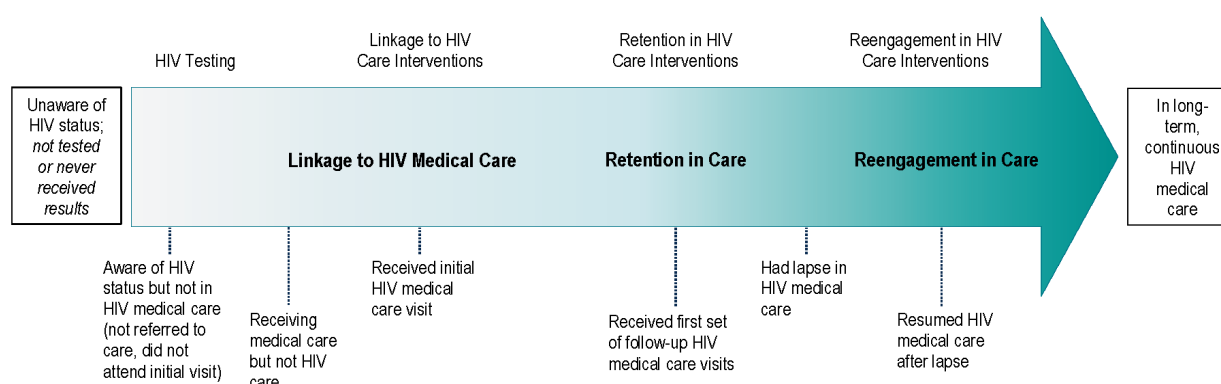 HIV Testing
Linkage to HIV
Care Interventions
Retention in HIV
Care Interventions
Reengagement in HIV
Care Interventions
Unaware of
HIV status;
not tested
or never
received
results
Linkage to HIV Medical Care
Retention in Care
Reengagement in Care
In long-
term,
continuous
HIV
medical
care
Aware of HIV
status but not in
HIV medical care
(not referred to
care, did not
attend initial visit)
Receiving
medical care
but not HIV
care
Received initial
HIV medical
care visit
Received first set
of follow-up HIV
medical care visits
Had lapse in
HIV medical
care
Resumed HIV
medical care
after lapse